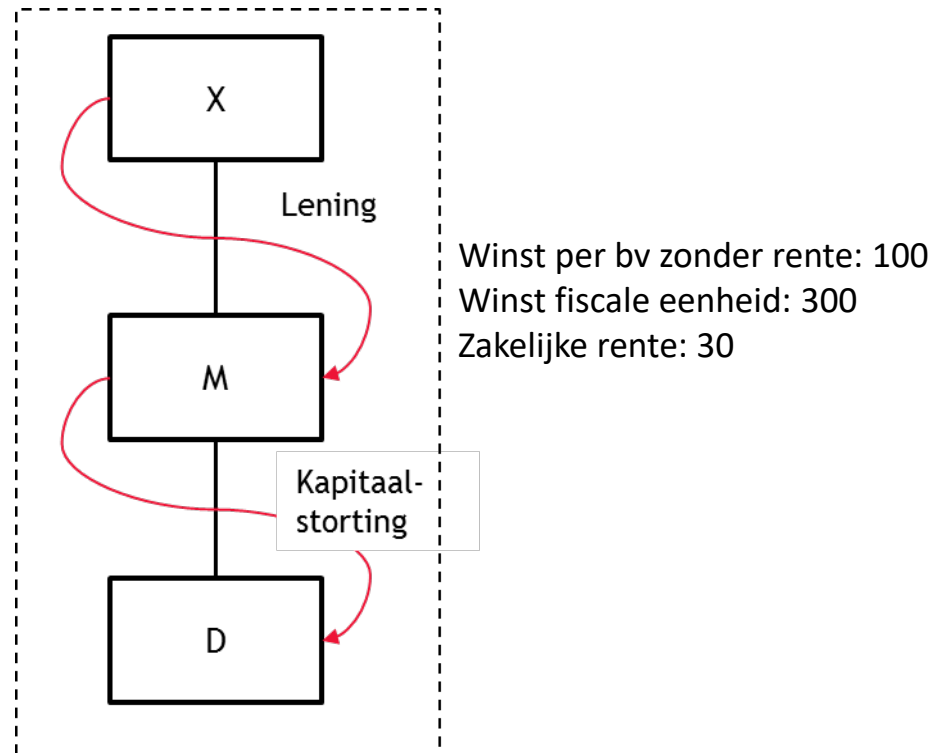 X
Lening
Winst per bv zonder rente: 100
Winst fiscale eenheid: 300
Zakelijke rente: 30
M
Kapitaal-
storting
D